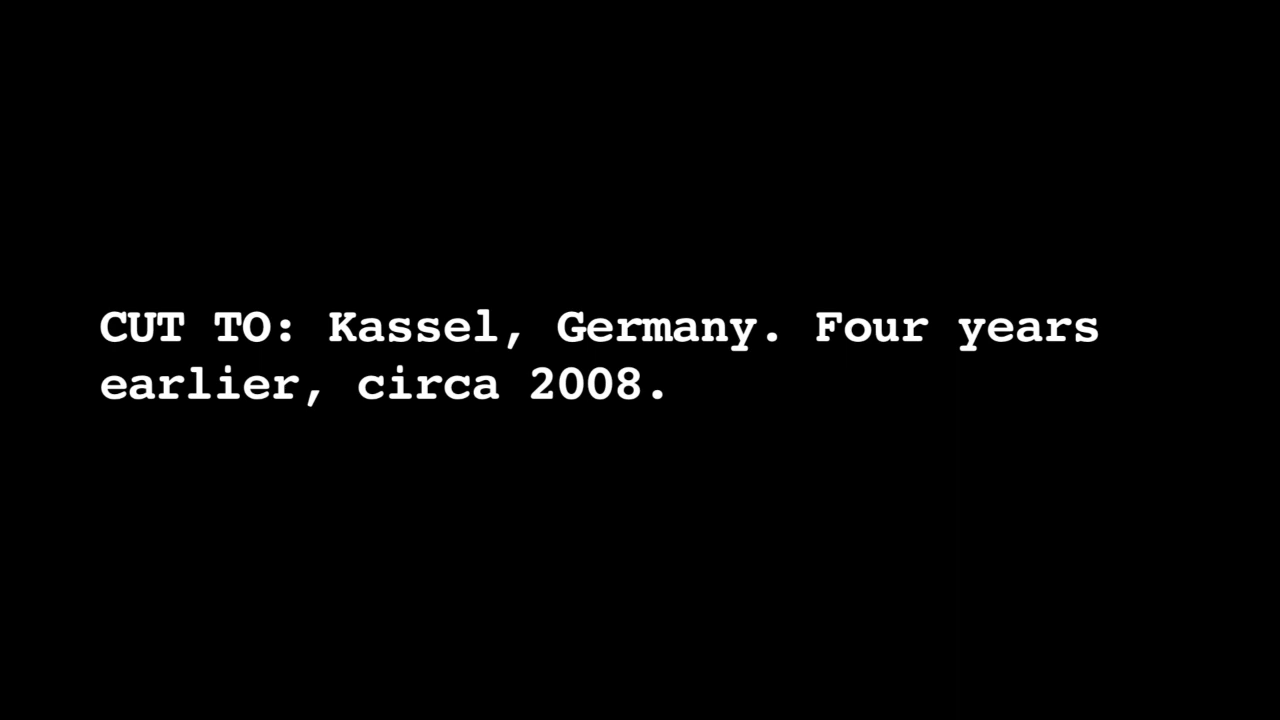 CUT TO: Kassel, Germany. Four years
earlier, circa 2008.